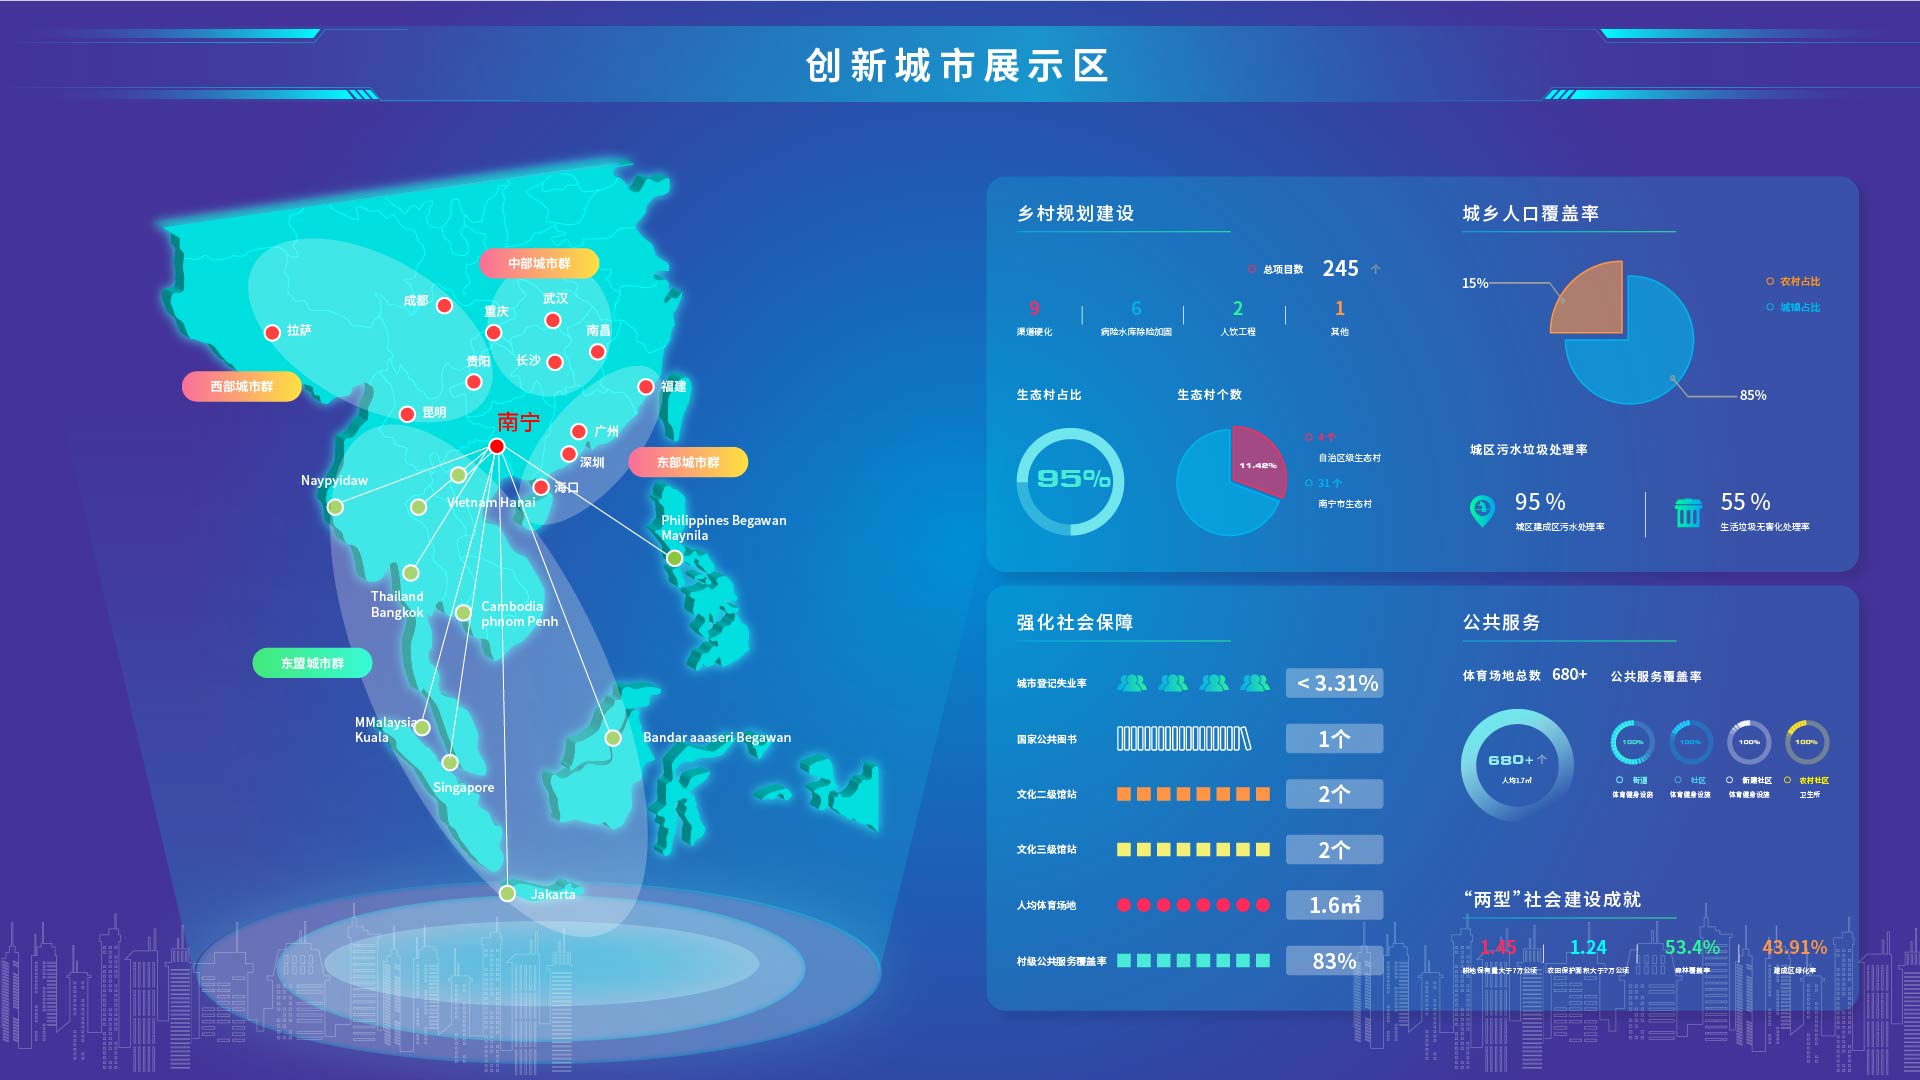 创新城市展示区
中部城市群
成都
武汉
重庆
南昌
拉萨
长沙
贵阳
西部城市群
福建
昆明
南宁
广州
深圳
东部城市群
海口
Naypyidaw
Vietnam Hanai
Philippines Begawan
Maynila
Thailand
Bangkok
Cambodia
phnom Penh
东盟城市群
MMalaysia
Kuala
Bandar aaaseri Begawan
Singapore
Jakarta
乡村规划建设
总项目数 245 个
9
渠道硬化
6
病险水库除险加固
2
人饮工程
1
其他
生态村占比
95%
生态村个数
11.42%
4个
自治区级生态村
31个
南宁市生态村
城乡人口覆盖率
15%
85%
农村占比
城镇占比
城区污水垃圾处理率
95 %
城区建成区污水处理率
55 %
生活垃圾无害化处理率
强化社会保障
城市登记失业率
< 3.31%
国家公共图书
1个
文化二级馆站
2个
文化三级馆站
2个
人均体育场地
1.6㎡
村级公共服务覆盖率
83%
公共服务
体育场地总数 680+
680+个
人均1.7㎡
公共服务覆盖率
100%
街道
体育健身设施
100%
社区
体育健身设施
100%
新建社区
体育健身设施
100%
农村社区
卫生所
“两型”社会建设成就
1.45
耕地保有量大于7万公顷
1.24
农田保护面积大于7万公顷
53.4%
森林覆盖率
43.91%
建成区绿化率